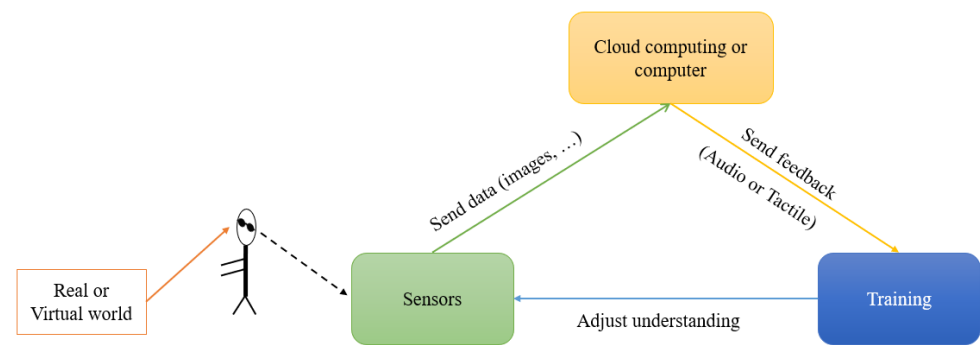 Cloud computing or
computer
Send data (images, …)
Send feedback
(Audio or Tactile)
Real or
Virtual world
Sensors
Training
Adjust understanding